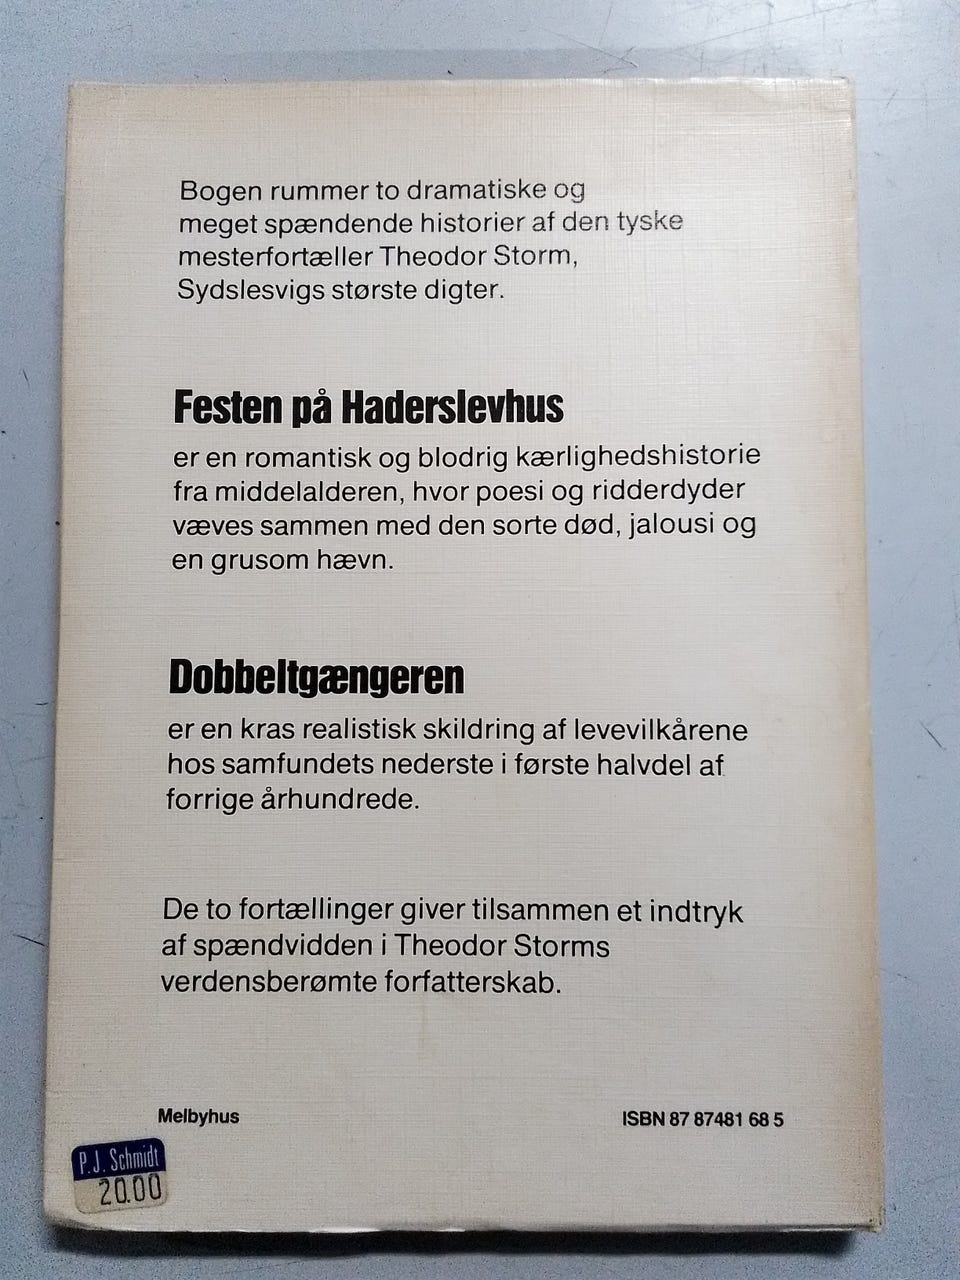 Bogen rummer to dramatiske og
meget spændende historier af den tyske
mesterfortæller Theodor Storm,
Sydslesvigs største digter.
Festen på Haderslevhus
er en romantisk og blodrig kærlighedshistorie
fra middelalderen, hvor poesi og ridderdyder
væves sammen med den sorte død, jalousi og
en grusom hævn.
Dobbeltgængeren
er en kras realistisk skildring af levevilkårene
hos samfundets nederste i første halvdel af
forrige århundrede.
De to fortællinger giver tilsammen et indtryk
af spændvidden i Theodor Storms
verdensberømte forfatterskab.
Melbyhus
ISBN 87 87481 68 5
P.J. Schmidt
20.00